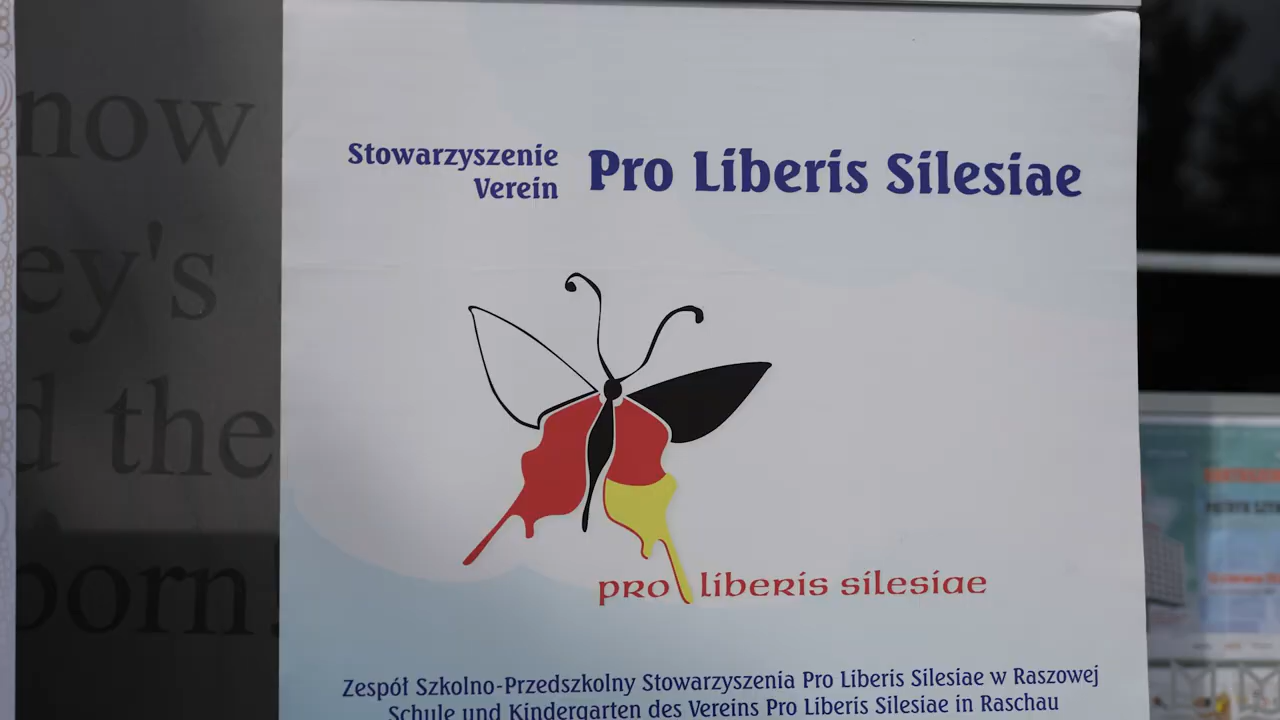 Stowarzyszenie
Verein
Pro Liberis Silesiae
pro liberis silesiae
Zespół Szkolno-Przedszkolny Stowarzyszenia Pro Liberis Silesiae w Raszowej
Schule und Kindergarten des Vereins Pro Liberis Silesiae in Raschau
now
ey's
d the
born!